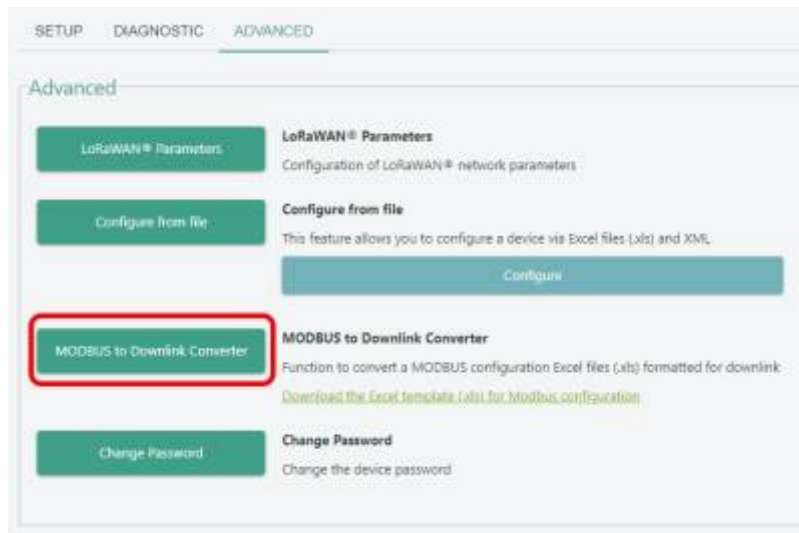 SETUP DIAGNOSTIC ADVANCED
Advanced
LoRaWAN® Parameters
LoRaWAN® Parameters
Configuration of LoRaWAN® network parameters
Configure from file
Configure from file
This feature allows you to configure a device via Excel files (.xls) and XML
Configure
MODBUS to Downlink Converter
MODBUS to Downlink Converter
Function to convert a MODBUS configuration Excel files (.xls) formatted for downlink
Download the Excel template (.xls) for Modbus configuration
Change Password
Change Password
Change the device password